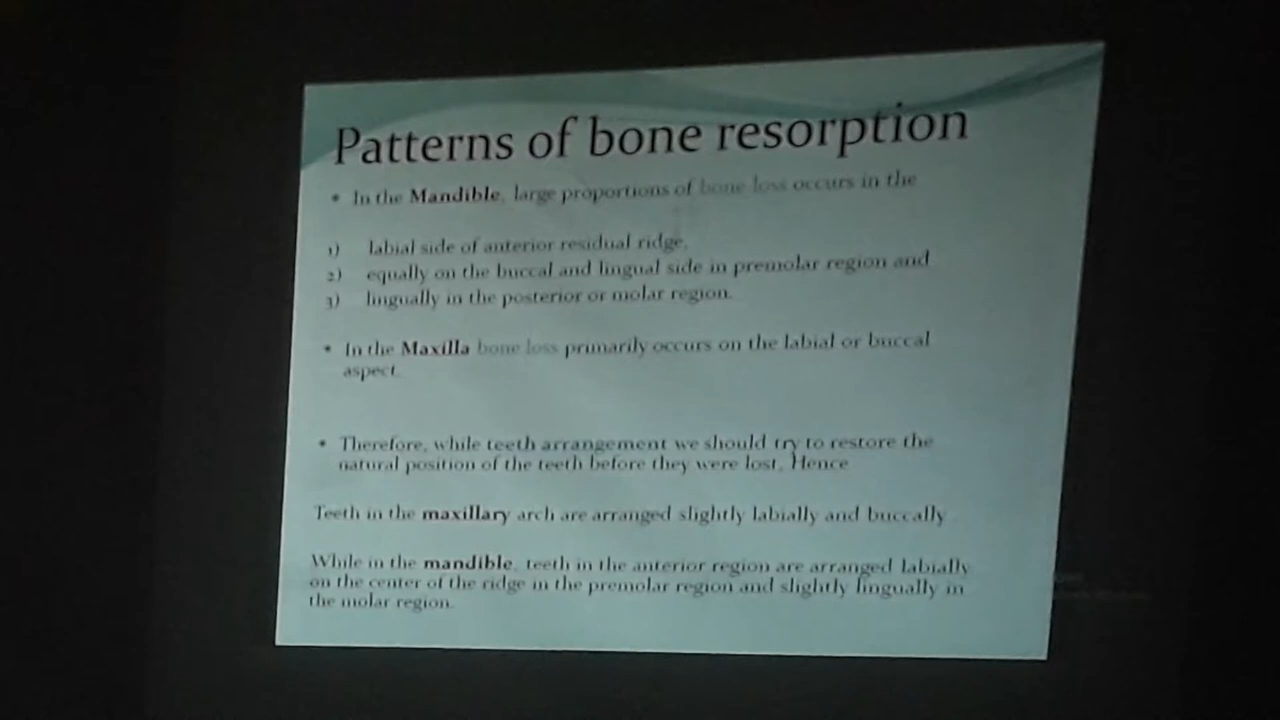 Patterns of bone resorption
• In the Mandible, large proportions of bone loss occurs in the
1) labial side of anterior residual ridge,
2) equally on the buccal and lingual side in premolar region and
3) lingually in the posterior or molar region.
• In the Maxilla bone loss primarily occurs on the labial or buccal
aspect.
• Therefore, while teeth arrangement we should try to restore the
natural position of the teeth before they were lost. Hence
Teeth in the maxillary arch are arranged slightly labially and buccally
While in the mandible, teeth in the anterior region are arranged labially
on the center of the ridge in the premolar region and slightly lingually in
the molar region.